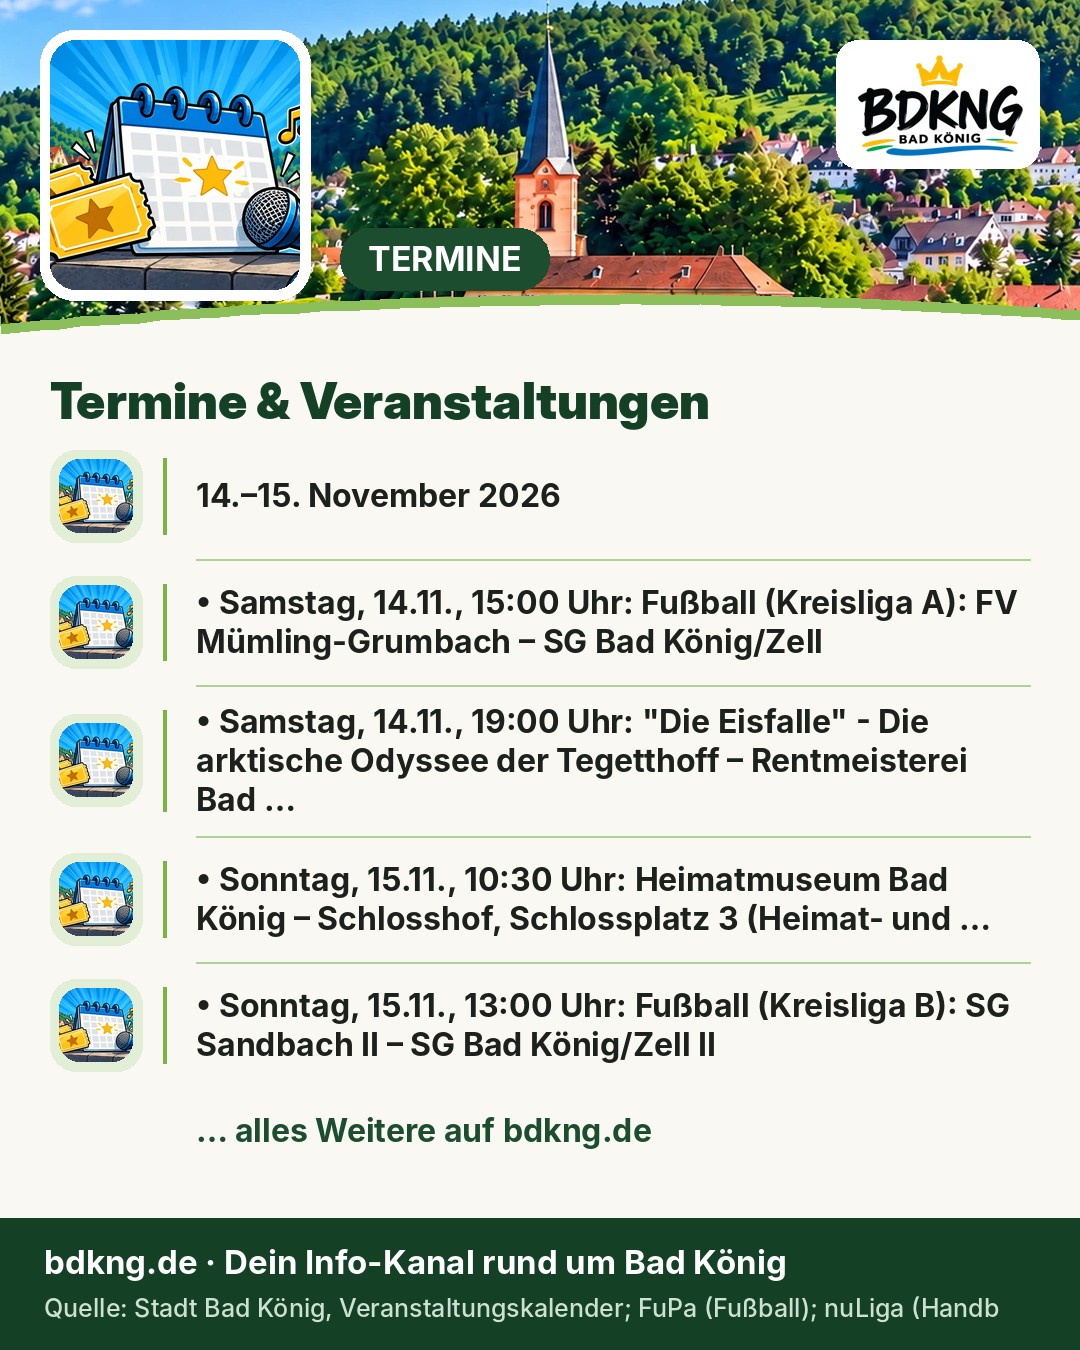 BDKNG
BAD KÖNIG
TERMINE
Termine & Veranstaltungen
14.–15. November 2026
• Samstag, 14.11., 15:00 Uhr: Fußball (Kreisliga A): FV
Mümling-Grumbach – SG Bad König/Zell
• Samstag, 14.11., 19:00 Uhr: "Die Eisfalle" - Die
arktische Odyssee der Tegetthoff – Rentmeisterei
Bad ...
• Sonntag, 15.11., 10:30 Uhr: Heimatmuseum Bad
König – Schlosshof, Schlossplatz 3 (Heimat- und ...
• Sonntag, 15.11., 13:00 Uhr: Fußball (Kreisliga B): SG
Sandbach II – SG Bad König/Zell II
... alles Weitere auf bdkng.de
bdkng.de · Dein Info-Kanal rund um Bad König
Quelle: Stadt Bad König, Veranstaltungskalender; FuPa (Fußball); nuLiga (Handb